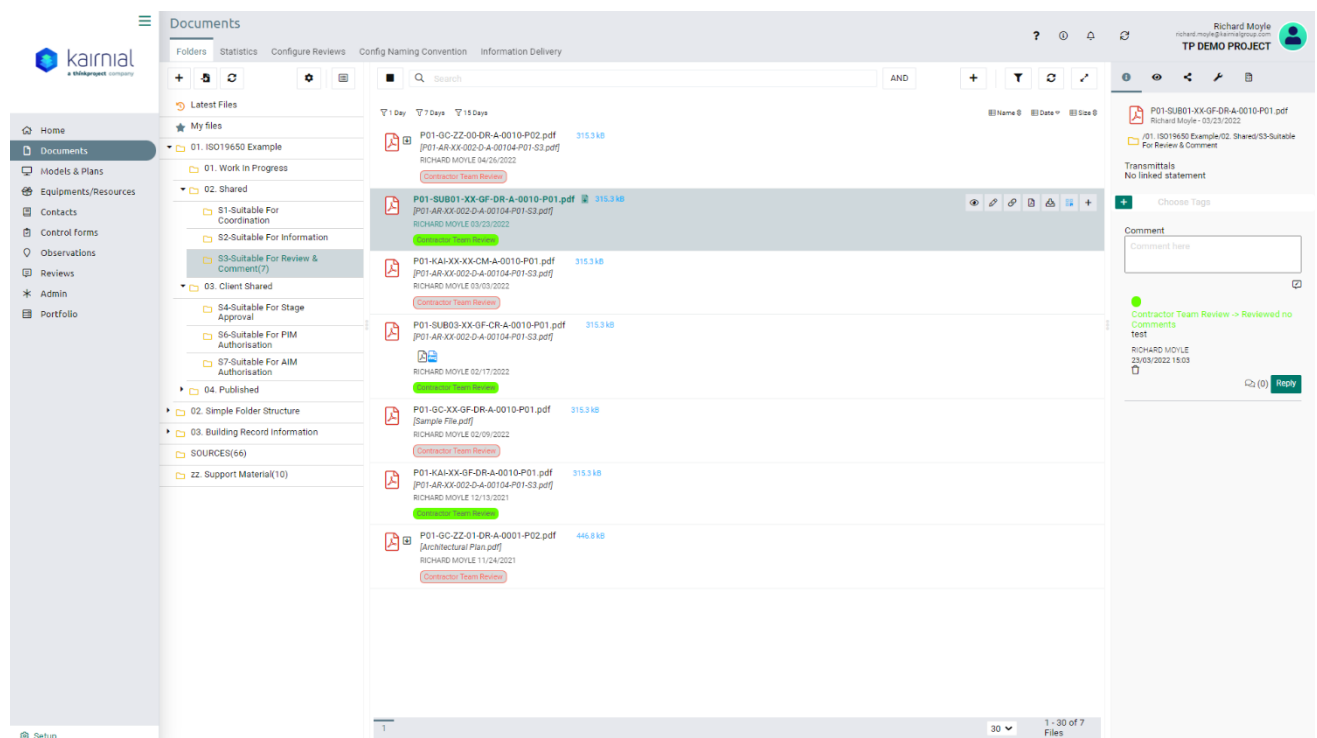 kairnial
a thinkproject company
Home
Documents
Models & Plans
Equipments/Resources
Contacts
Control forms
Observations
Reviews
Admin
Portfolio
Setup
Documents
Folders Statistics Configure Reviews Config Naming Convention Information Delivery
?
Richard Moyle
richard.moyle@kairnialgroup.com
TP DEMO PROJECT
Latest Files
My files
01. ISO19650 Example
01. Work In Progress
02. Shared
S1-Suitable For
Coordination
S2-Suitable For Information
S3-Suitable For Review &
Comment(7)
03. Client Shared
S4-Suitable For Stage
Approval
S6-Suitable For PIM
Authorisation
S7-Suitable For AIM
Authorisation
04. Published
02. Simple Folder Structure
03. Building Record Information
SOURCES(66)
zz. Support Material(10)
Search
AND
1 Day 7 Days 15 Days
Name Date Size
P01-GC-ZZ-00-DR-A-0010-P02.pdf 315.3 kB
[P01-AR-XX-002-D-A-00104-P01-S3.pdf]
RICHARD MOYLE 04/26/2022
Contractor Team Review
P01-SUB01-XX-GF-DR-A-0010-P01.pdf 315.3 kB
[P01-AR-XX-002-D-A-00104-P01-S3.pdf]
RICHARD MOYLE 03/23/2022
Contractor Team Review
P01-KAI-XX-XX-CM-A-0010-P01.pdf 315.3 kB
[P01-AR-XX-002-D-A-00104-P01-S3.pdf]
RICHARD MOYLE 03/03/2022
Contractor Team Review
P01-SUB03-XX-GF-CR-A-0010-P01.pdf 315.3 kB
[P01-AR-XX-002-D-A-00104-P01-S3.pdf]
RICHARD MOYLE 02/17/2022
Contractor Team Review
P01-GC-XX-GF-DR-A-0010-P01.pdf 315.3 kB
[Sample File.pdf]
RICHARD MOYLE 02/09/2022
Contractor Team Review
P01-KAI-XX-GF-DR-A-0010-P01.pdf 315.3 kB
[P01-AR-XX-002-D-A-00104-P01-S3.pdf]
RICHARD MOYLE 12/13/2021
Contractor Team Review
P01-GC-ZZ-01-DR-A-0001-P02.pdf 446.8 kB
[Architectural Plan.pdf]
RICHARD MOYLE 11/24/2021
Contractor Team Review
1
30
1 - 30 of 7
Files
P01-SUB01-XX-GF-DR-A-0010-P01.pdf
Richard Moyle - 03/23/2022
/01. ISO19650 Example/02. Shared/S3-Suitable
For Review & Comment
Transmittals
No linked statement
Choose Tags
Comment
Comment here
Contractor Team Review -> Reviewed no
Comments
test
RICHARD MOYLE
23/03/2022 15:03
(0) Reply